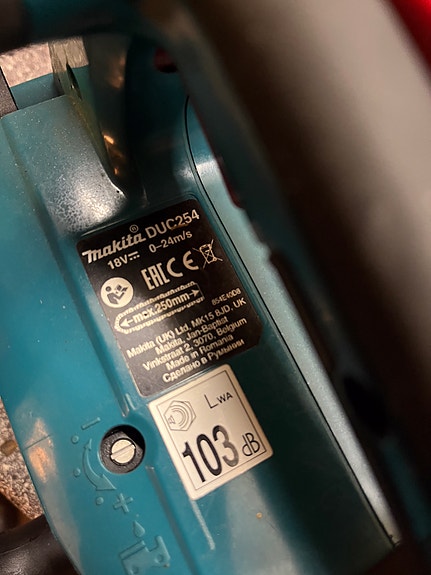 makita® DUC254
18V 0-24m/s
EAC CE
max.250mm
854E40D8
Makita (UK) Ltd. MK15 8JD, UK
Makita, Jan-Baptist
Vinkstraat 2, 3070, Belgium
Made in Romania
Сделано в Румынии
LWA
103 dB